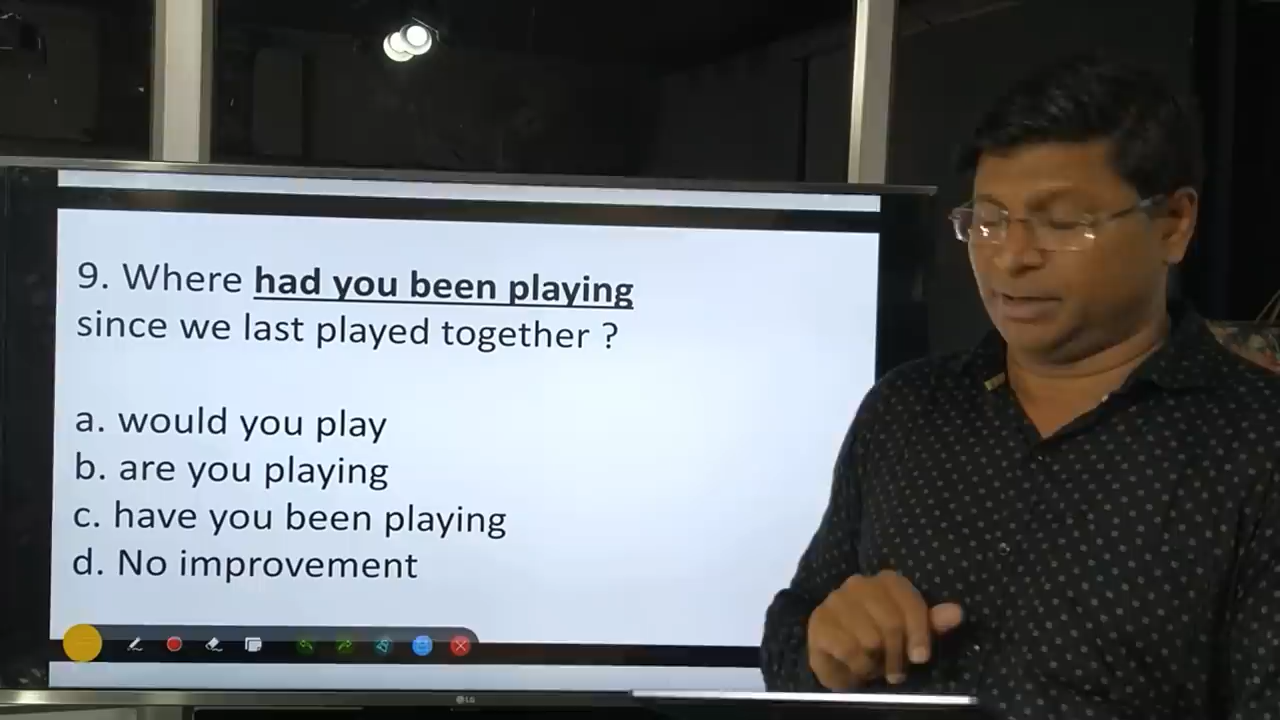 9. Where had you been playing
since we last played together ?
a. would you play
b. are you playing
c. have you been playing
d. No improvement
LG